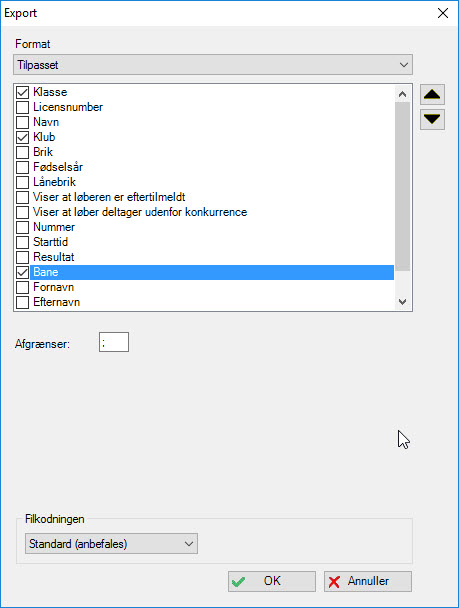 Export
Format
Tilpasset
Klasse
Licensnumber
Navn
Klub
Brik
Fødselsår
Lånebrik
Viser at løberen er eftertilmeldt
Viser at løber deltager udenfor konkurrence
Nummer
Starttid
Resultat
Bane
Fornavn
Efternavn
Afgrænser: ;
Filkodningen
Standard (anbefales)
OK Annuller